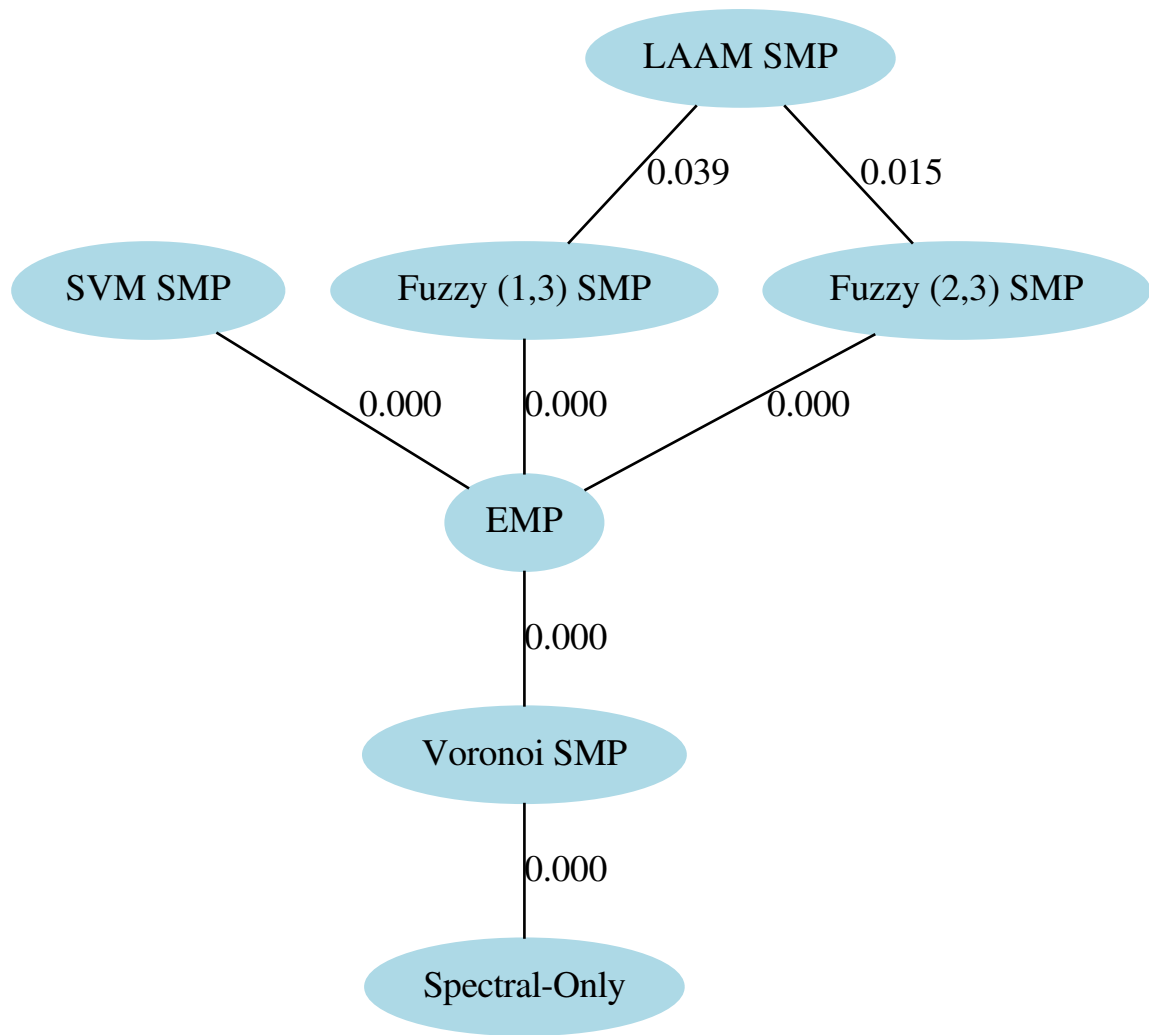 LAAM SMP
0.039
0.015
SVM SMP
Fuzzy (1,3) SMP
Fuzzy (2,3) SMP
0.000
0.000
0.000
EMP
0.000
Voronoi SMP
0.000
Spectral-Only